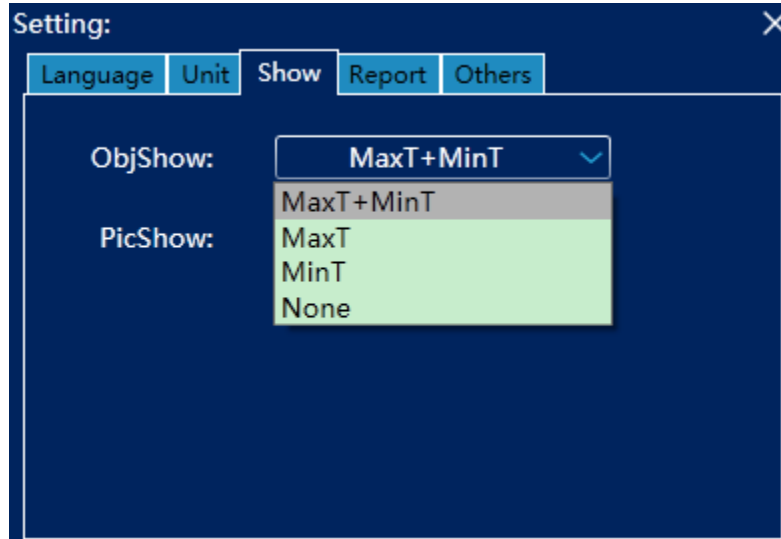 Setting:
Language Unit Show Report Others
ObjShow: MaxT+MinT
MaxT+MinT
PicShow: MaxT
MinT
None